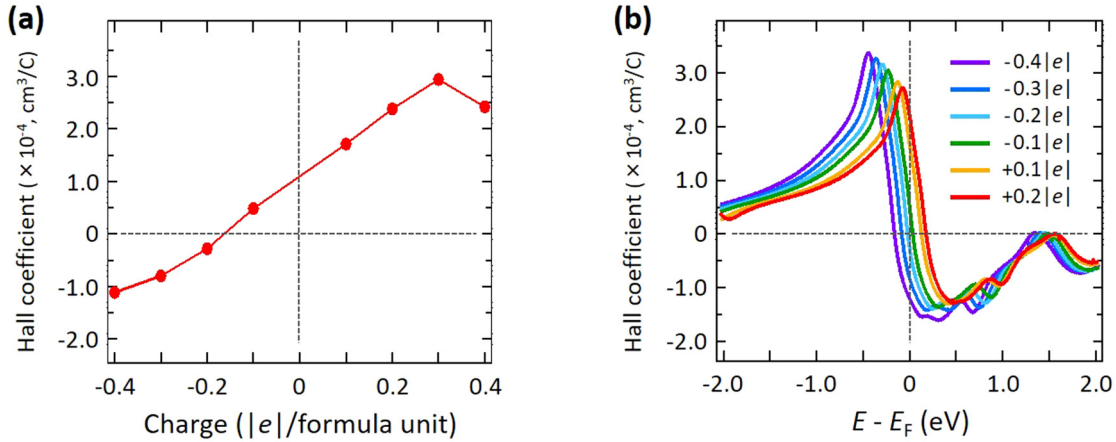 (a)
Hall coefficient (×10⁻⁴, cm³/C)
3.0
2.0
1.0
0
-1.0
-2.0
-0.4
-0.2
0
0.2
0.4
Charge (|e|/formula unit)
(b)
Hall coefficient (×10⁻⁴, cm³/C)
3.0
2.0
1.0
0
-1.0
-2.0
-0.4|e|
-0.3|e|
-0.2|e|
-0.1|e|
+0.1|e|
+0.2|e|
-2.0
-1.0
0
1.0
2.0
E - E_F (eV)